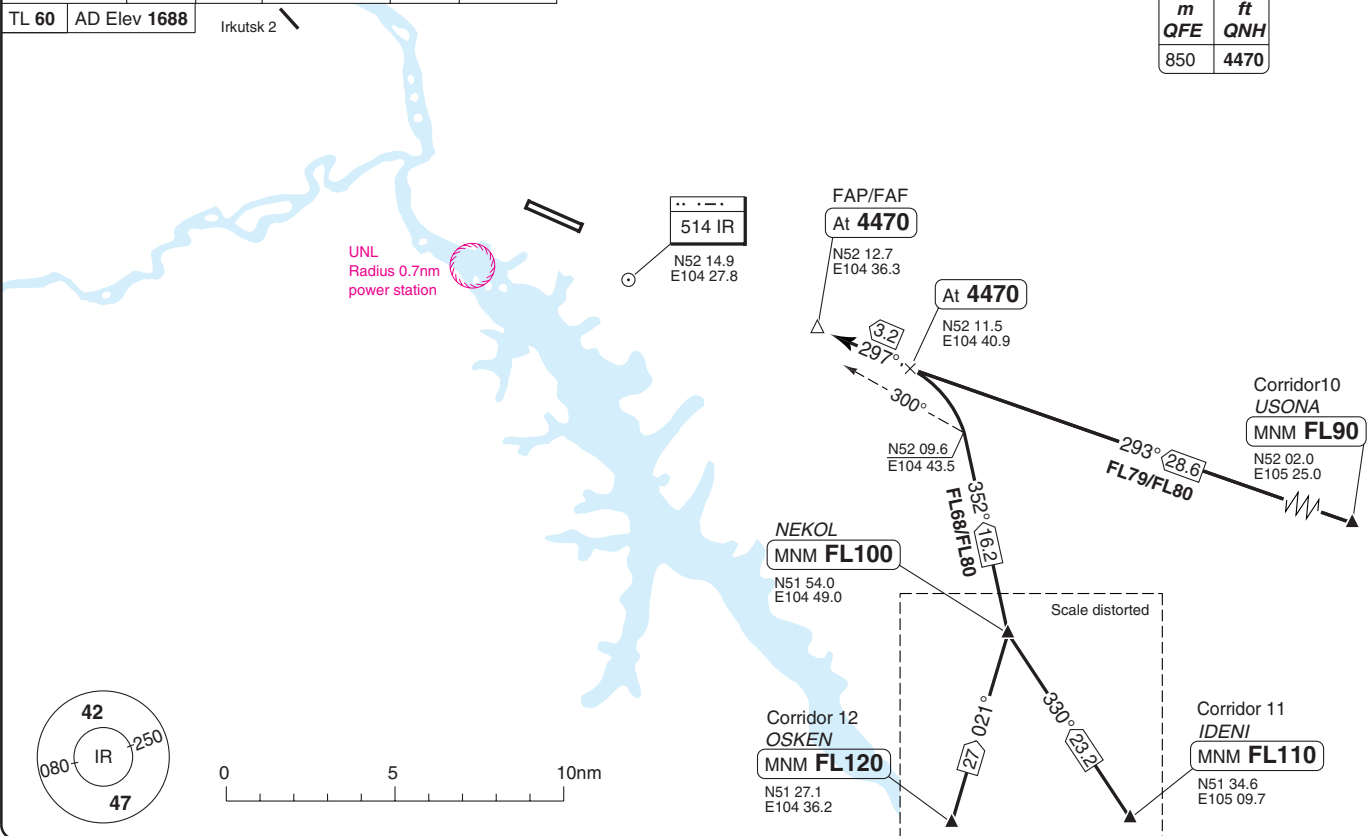 TL 60
AD Elev 1688
Irkutsk 2
m ft
QFE QNH
850 4470
UNL
Radius 0.7nm
power station
514 IR
N52 14.9
E104 27.8
FAP/FAF
At 4470
N52 12.7
E104 36.3
At 4470
N52 11.5
E104 40.9
3.2
297°
300°
N52 09.6
E104 43.5
293° 28.6
FL79/FL80
Corridor10
USONA
MNM FL90
N52 02.0
E105 25.0
352° 16.2
FL68/FL80
NEKOL
MNM FL100
N51 54.0
E104 49.0
Scale distorted
27 021°
330° 23.2
Corridor 12
OSKEN
MNM FL120
N51 27.1
E104 36.2
Corridor 11
IDENI
MNM FL110
N51 34.6
E105 09.7
42
IR
250
080
47
0 5 10nm